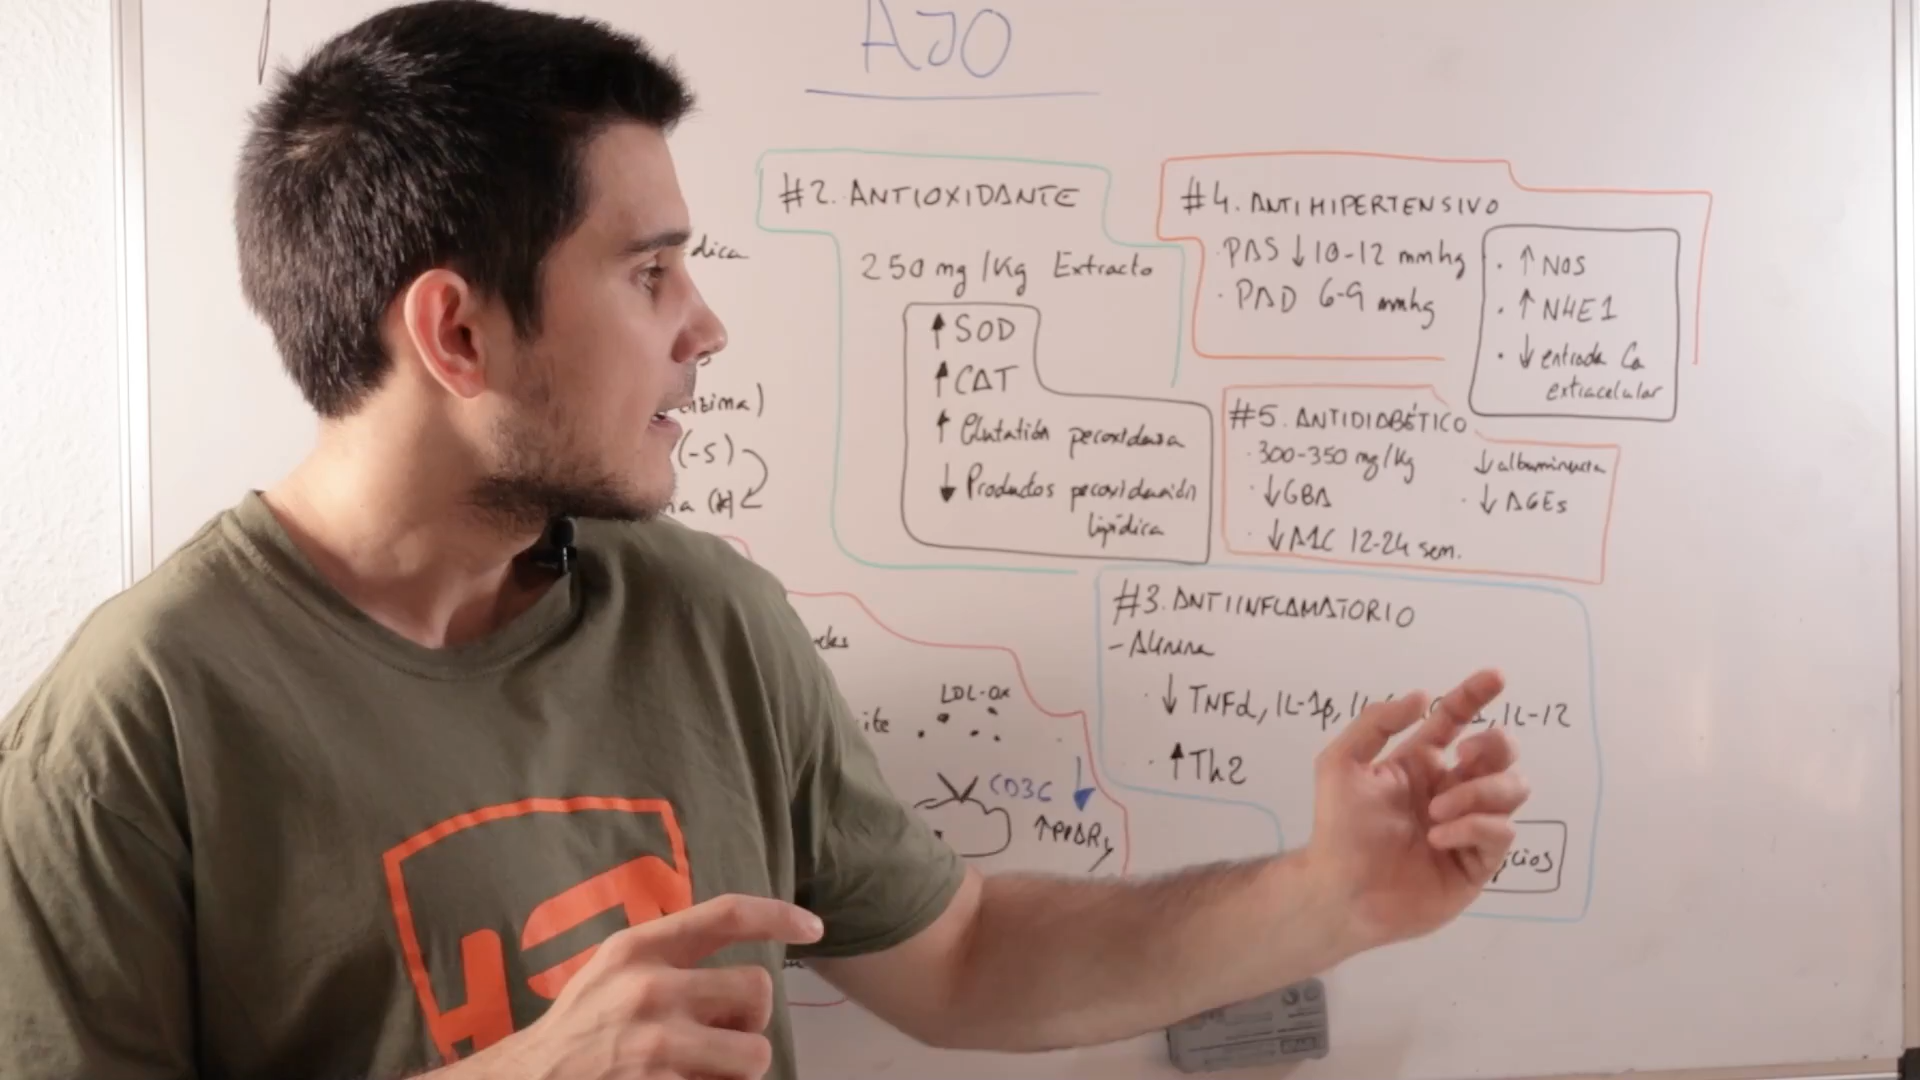 AJO
#2. ANTIOXIDANTE
250 mg/Kg Extracto
↑ SOD
↑ CAT
↑ Glutatión peroxidasa
↓ Productos peroxidación
lipídica
#4. ANTIHIPERTENSIVO
· PAS ↓ 10-12 mmhg
· PAD 6-9 mmhg
· ↑ NOS
· ↑ NHE1
· ↓ entrada Ca
extracelular
#5. ANTIDIABÉTICO
· 300-350 mg/Kg
· ↓ GBA
· ↓ A1C 12-24 sem.
↓ albuminuria
· ↓ AGEs
#3. ANTIINFLAMATORIO
- Aliina
· ↓ TNFα, IL-1β, IL-12
· ↑ Th2
dica
(-S)
LDL-ox
CD36
↑ PPARγ